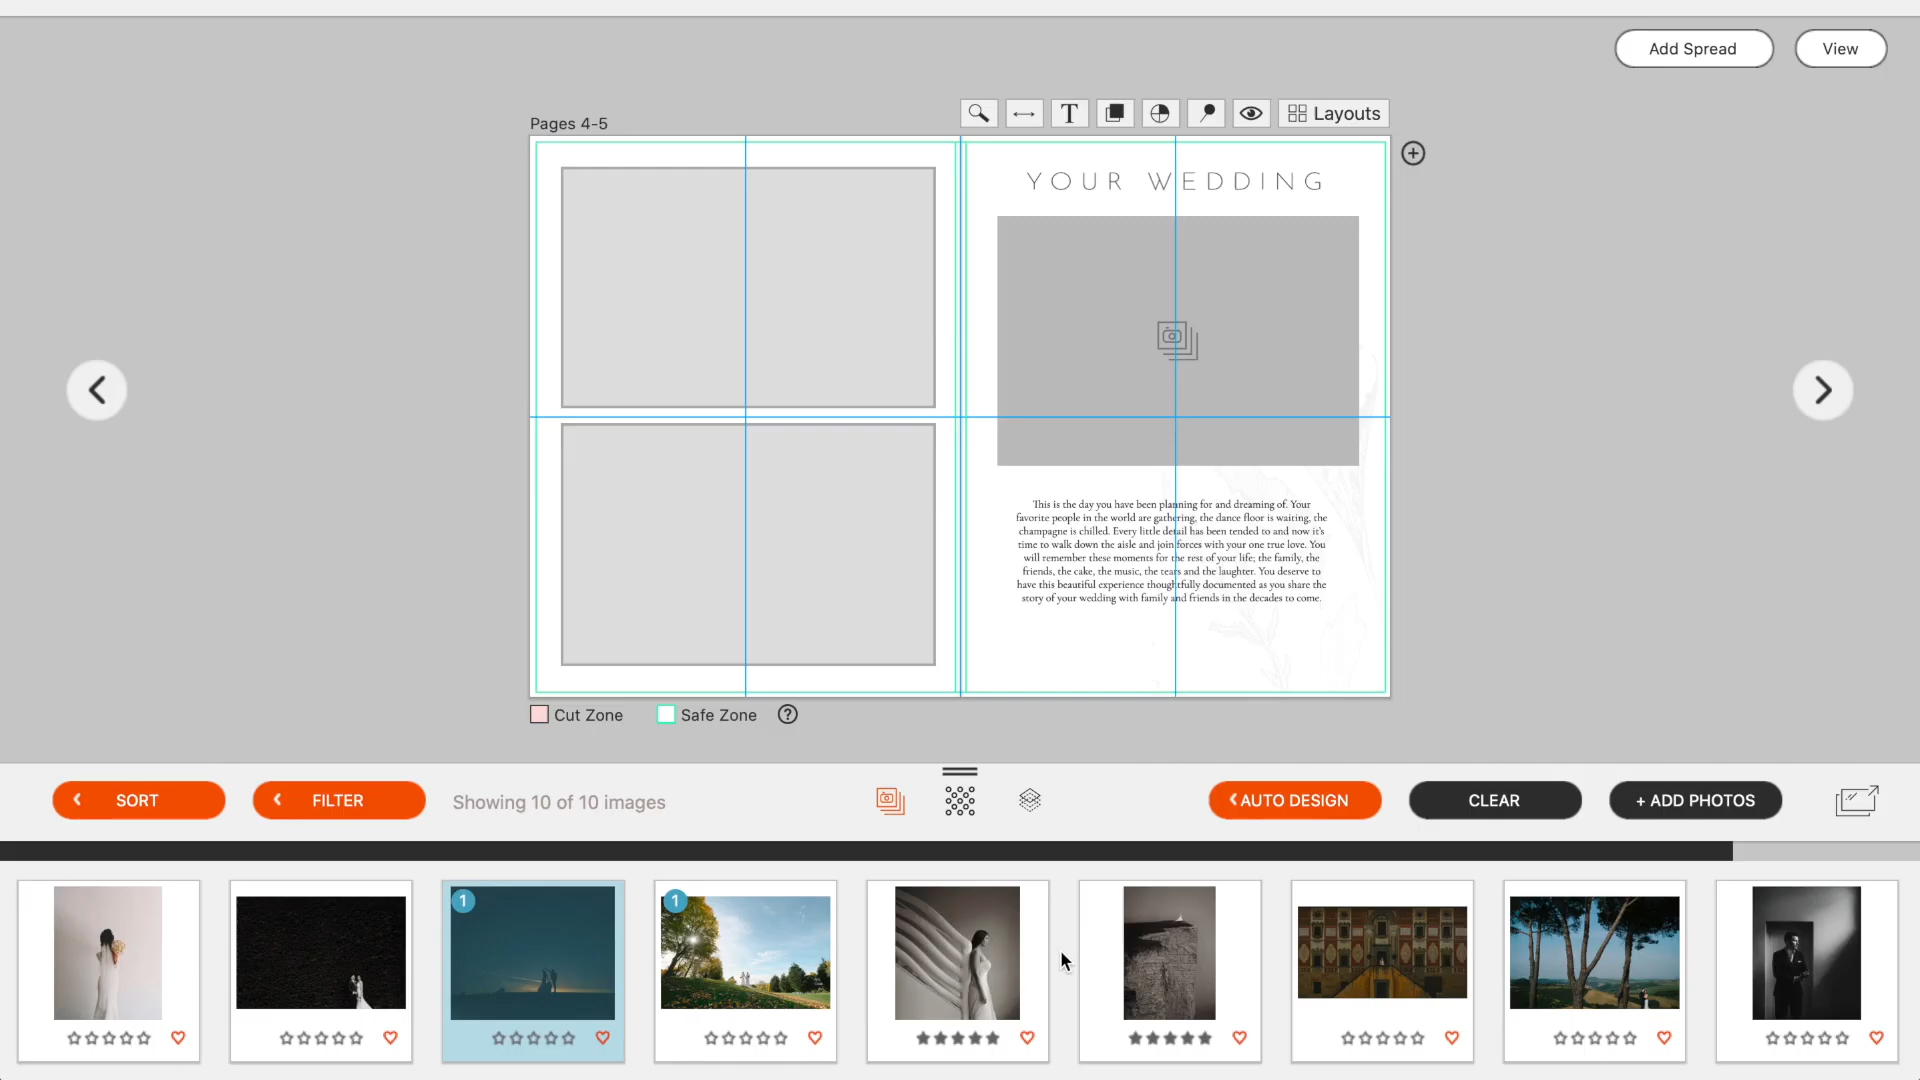 Add Spread
View
Pages 4-5
T
Layouts
YOUR WEDDING
This is the day you have been planning for and dreaming of. Your
favorite people in the world are gathering, the dance floor is waiting, the
champagne is chilled. Every little detail has been tended to and now it's
time to walk down the aisle and join forces with your one true love. You
will remember these moments for the rest of your life; the family, the
friends, the cake, the music, the tears and the laughter. You deserve to
have this beautiful experience thoughtfully documented as you share the
story of your wedding with family and friends in the decades to come.
Cut Zone
Safe Zone
?
SORT
FILTER
Showing 10 of 10 images
AUTO DESIGN
CLEAR
+ ADD PHOTOS
1
1